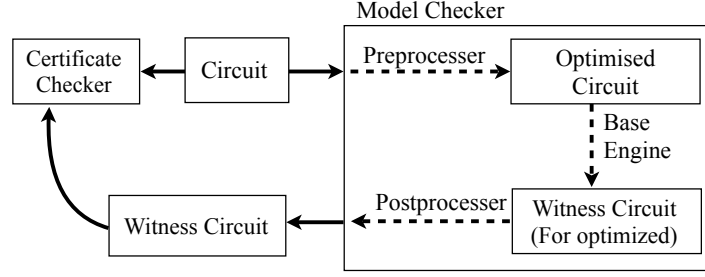 Model Checker
Certificate
Checker
Circuit
Preprocesser
Optimised
Circuit
Base
Engine
Postprocesser
Witness Circuit
(For optimized)
Witness Circuit